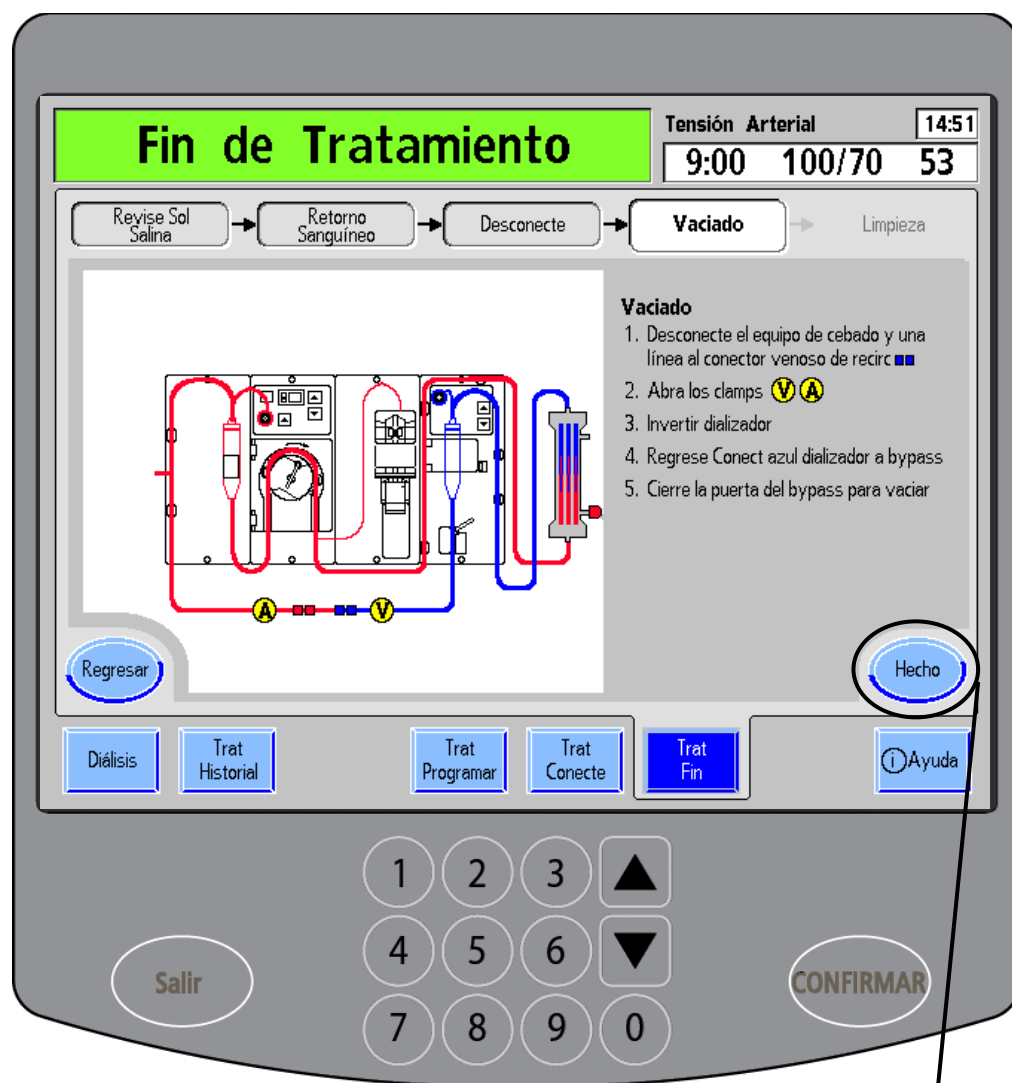 Fin de Tratamiento
Tensión Arterial 14:51
9:00 100/70 53
Revise Sol
Salina
Retorno
Sanguíneo
Desconecte
Vaciado
Limpieza
Vaciado
1. Desconecte el equipo de cebado y una
línea al conector venoso de recirc
2. Abra los clamps V A
3. Invertir dializador
4. Regrese Conect azul dializador a bypass
5. Cierre la puerta del bypass para vaciar
A V
Regresar
Hecho
Diálisis
Trat
Historial
Trat
Programar
Trat
Conecte
Trat
Fin
i Ayuda
1 2 3
4 5 6
7 8 9 0
Salir
CONFIRMAR